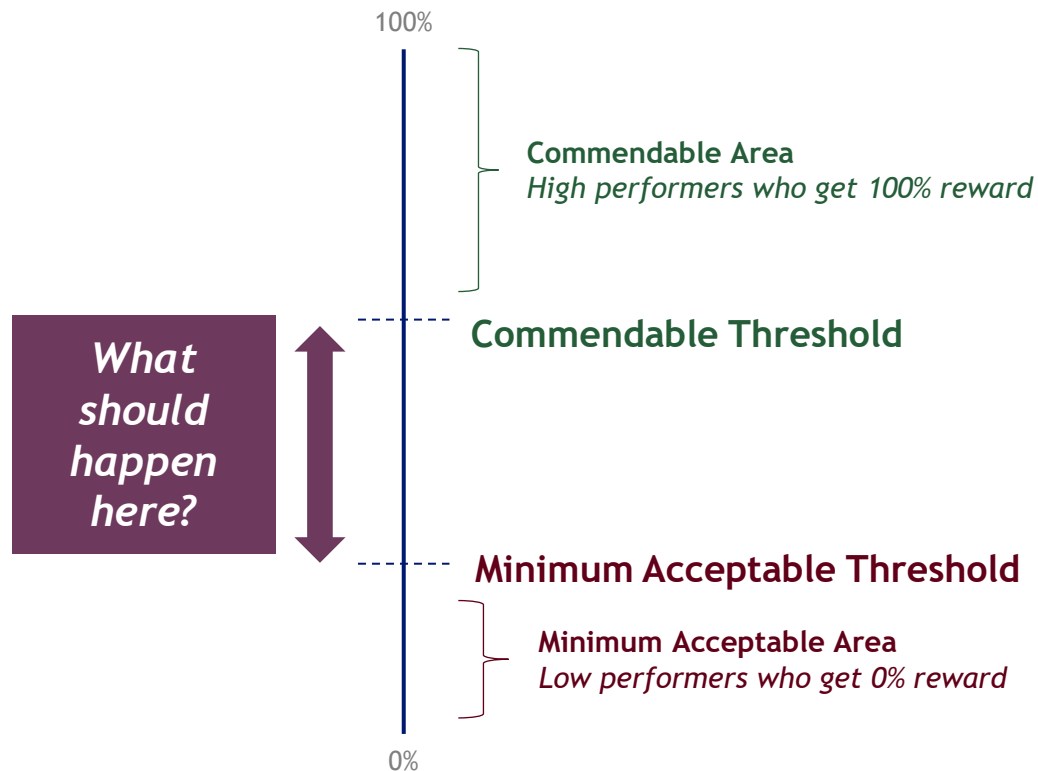 100%
Commendable Area
High performers who get 100% reward
Commendable Threshold
What
should
happen
here?
Minimum Acceptable Threshold
Minimum Acceptable Area
Low performers who get 0% reward
0%